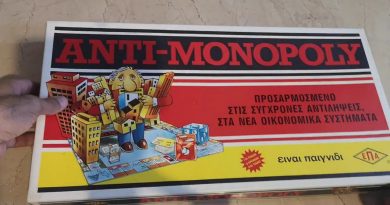 ANTI-MONOPOLY
ΠΡΟΣΑΡΜΟΣΜΕΝΟ
ΣΤΙΣ ΣΥΓΧΡΟΝΕΣ ΑΝΤΙΛΗΨΕΙΣ,
ΣΤΑ ΝΕΑ ΟΙΚΟΝΟΜΙΚΑ ΣΥΣΤΗΜΑΤΑ
ειναι παιγνιδι
ΕΠΑ